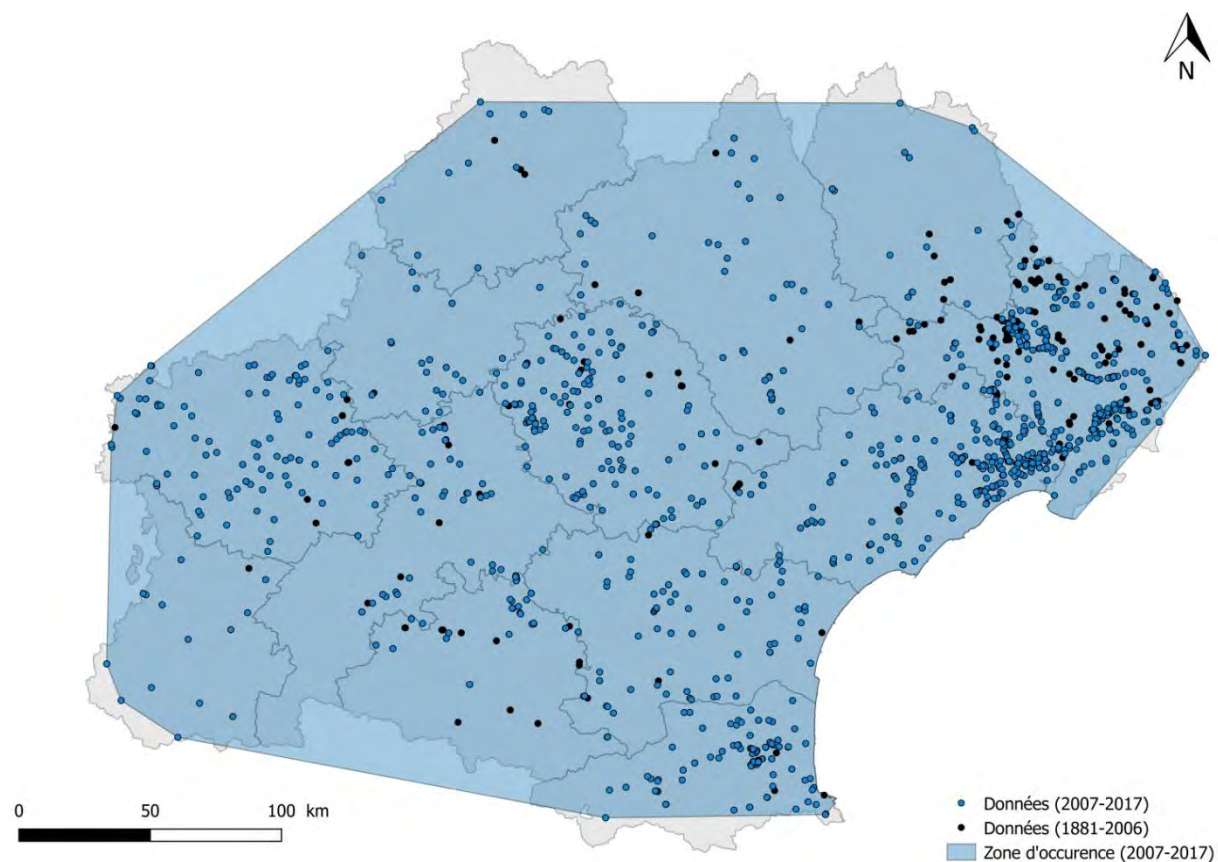 N
0 50 100 km
Données (2007-2017)
Données (1881-2006)
Zone d'occurence (2007-2017)